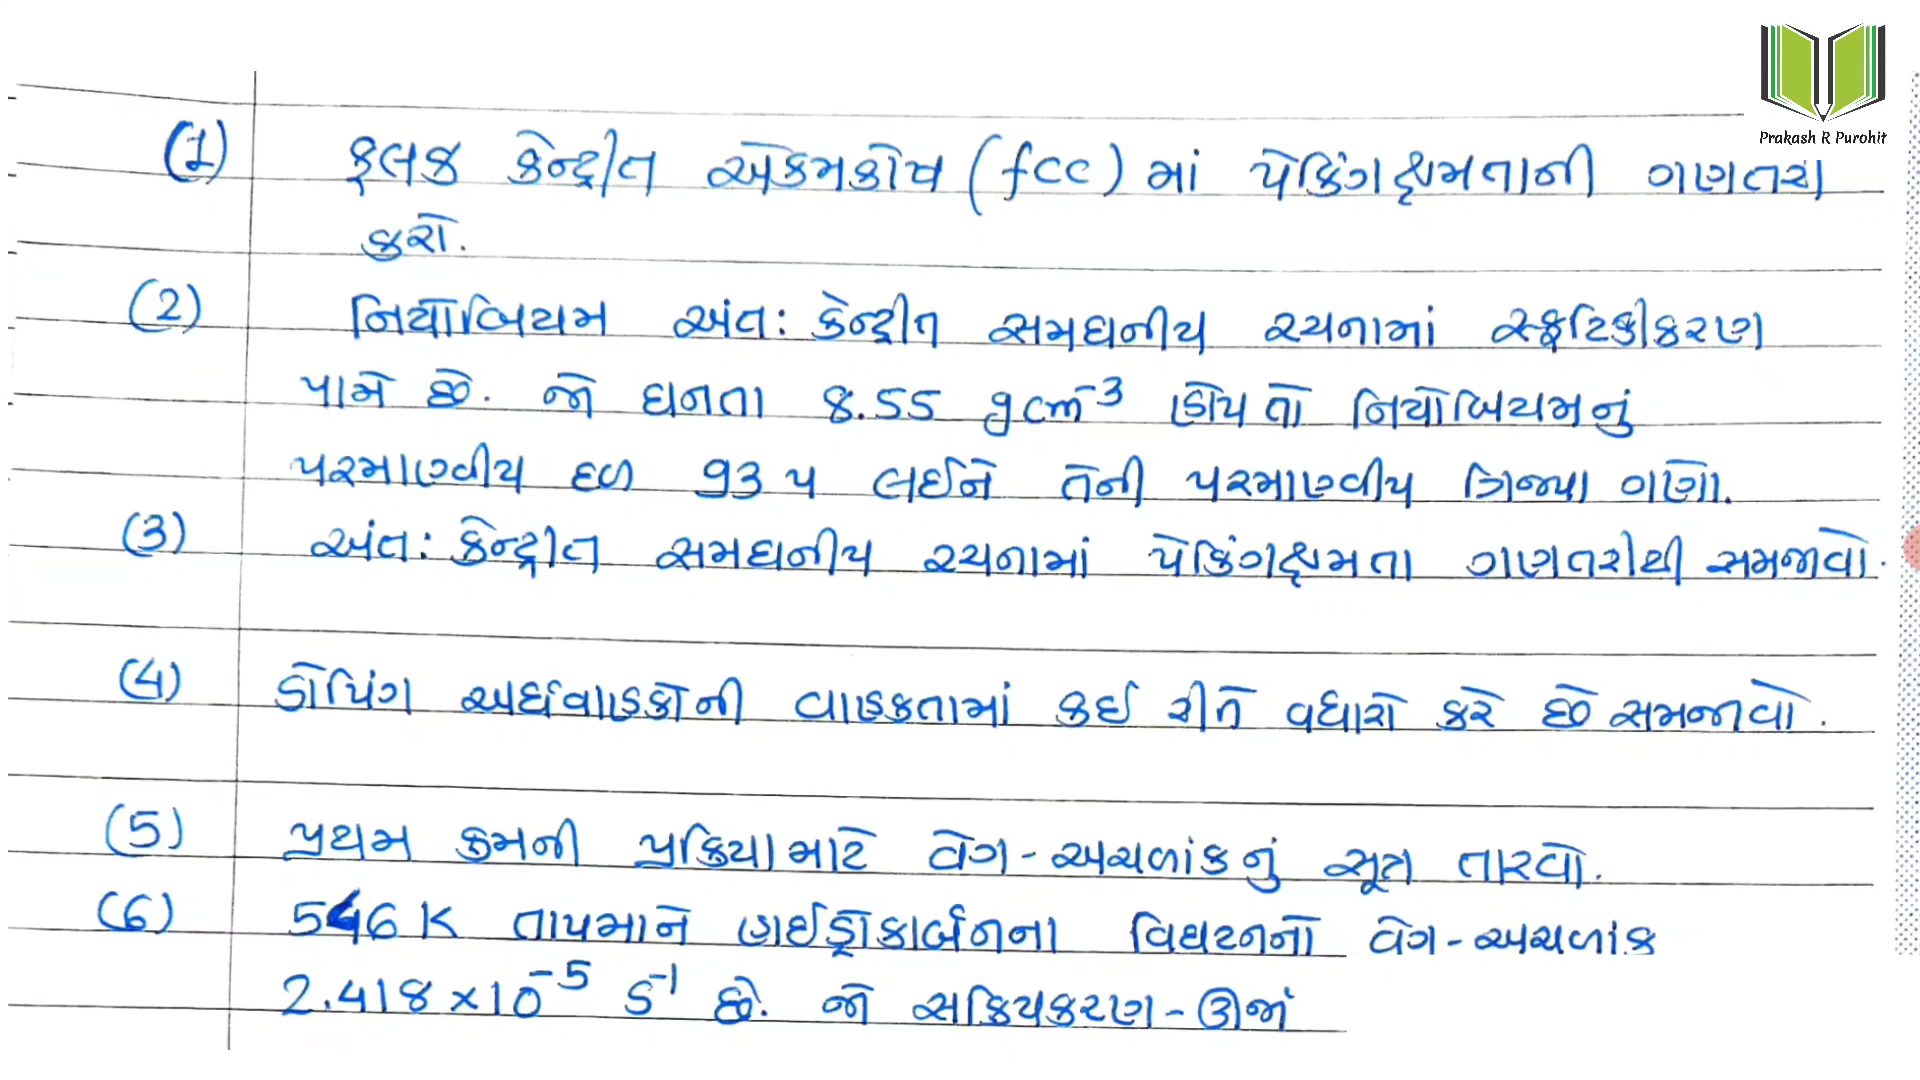 Prakash R Purohit
(1) ફલક કેન્દ્રીત એકમકોષ (fcc) માં પેકિંગક્ષમતાની ગણતરી
કરો.
(2) નિયોબિયમ અંતઃકેન્દ્રીત સમઘનીય રચનામાં સ્ફટિકીકરણ
પામે છે. જો ઘનતા 8.55 gcm⁻³ હોય તો નિયોબિયમનું
પરમાણ્વીય દળ 93 પ લઈને તેની પરમાણ્વીય ત્રિજ્યા ગણો.
(3) અંતઃકેન્દ્રીત સમઘનીય રચનામાં પેકિંગક્ષમતા ગણતરીથી સમજાવો.
(4) ડોપિંગ અર્ધવાહકોની વાહકતામાં કઈ રીતે વધારો કરે છે સમજાવો.
(5) પ્રથમ ક્રમની પ્રક્રિયા માટે વેગ-અચળાંકનું સૂત્ર તારવો.
(6) 546 K તાપમાને હાઈડ્રોકાર્બનના વિઘટનનો વેગ-અચળાંક
2.418 × 10⁻⁵ s⁻¹ છે. જો સક્રિયકરણ-ઊર્જા